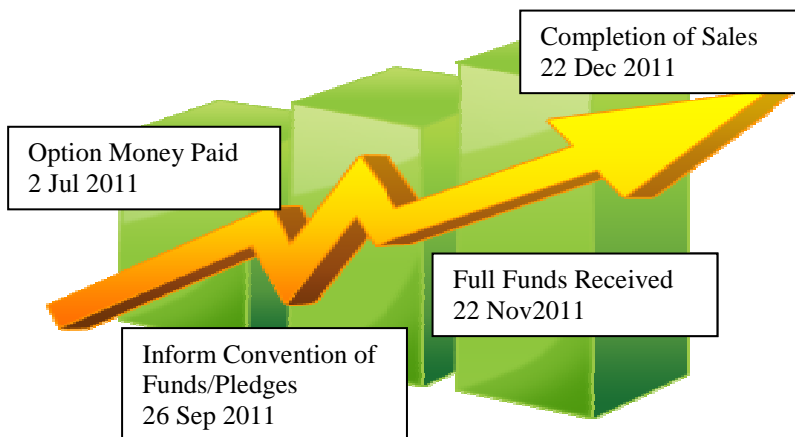 Completion of Sales
22 Dec 2011
Option Money Paid
2 Jul 2011
Full Funds Received
22 Nov2011
Inform Convention of
Funds/Pledges
26 Sep 2011